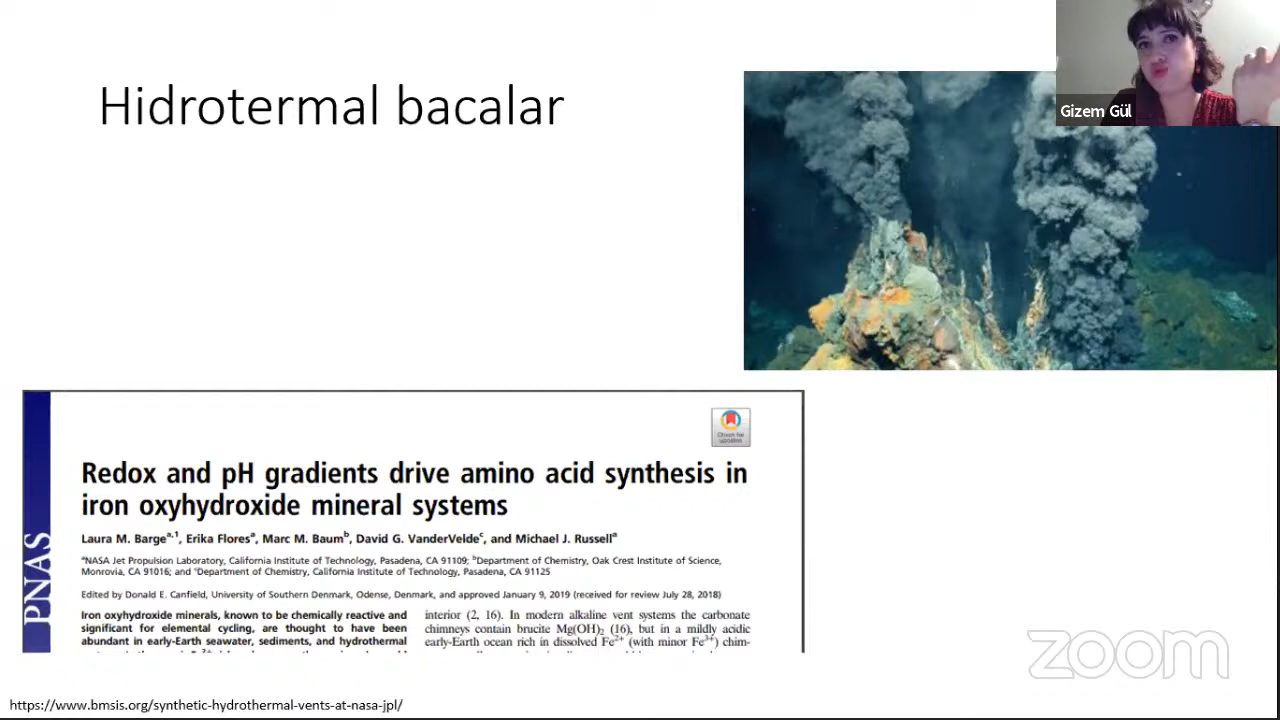 Hidrotermal bacalar
Gizem Gül
Check for
updates
PNAS
Redox and pH gradients drive amino acid synthesis in
iron oxyhydroxide mineral systems
Laura M. Barge^a,1, Erika Flores^a, Marc M. Baum^b, David G. VanderVelde^c, and Michael J. Russell^a
^aNASA Jet Propulsion Laboratory, California Institute of Technology, Pasadena, CA 91109; ^bDepartment of Chemistry, Oak Crest Institute of Science,
Monrovia, CA 91016; and ^cDepartment of Chemistry, California Institute of Technology, Pasadena, CA 91125
Edited by Donald E. Canfield, University of Southern Denmark, Odense, Denmark, and approved January 9, 2019 (received for review July 28, 2018)
Iron oxyhydroxide minerals, known to be chemically reactive and
significant for elemental cycling, are thought to have been
abundant in early-Earth seawater, sediments, and hydrothermal
interior (2, 16). In modern alkaline vent systems the carbonate
chimneys contain brucite Mg(OH)₂ (16), but in a mildly acidic
early-Earth ocean rich in dissolved Fe²⁺ (with minor Fe³⁺) chim-
zoom
https://www.bmsis.org/synthetic-hydrothermal-vents-at-nasa-jpl/